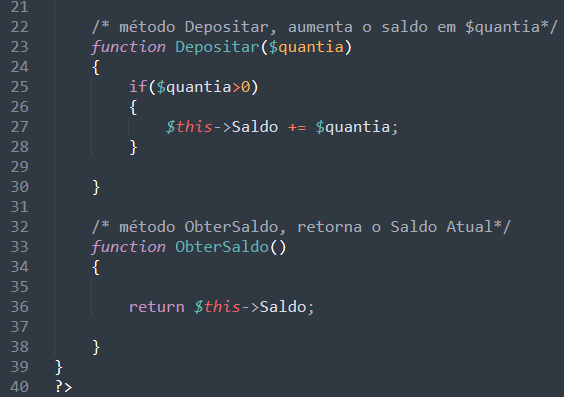 21
22 /* método Depositar, aumenta o saldo em $quantia*/
23 function Depositar($quantia)
24 {
25 if($quantia>0)
26 {
27 $this->Saldo += $quantia;
28 }
29
30 }
31
32 /* método ObterSaldo, retorna o Saldo Atual*/
33 function ObterSaldo()
34 {
35
36 return $this->Saldo;
37
38 }
39 }
40 ?>